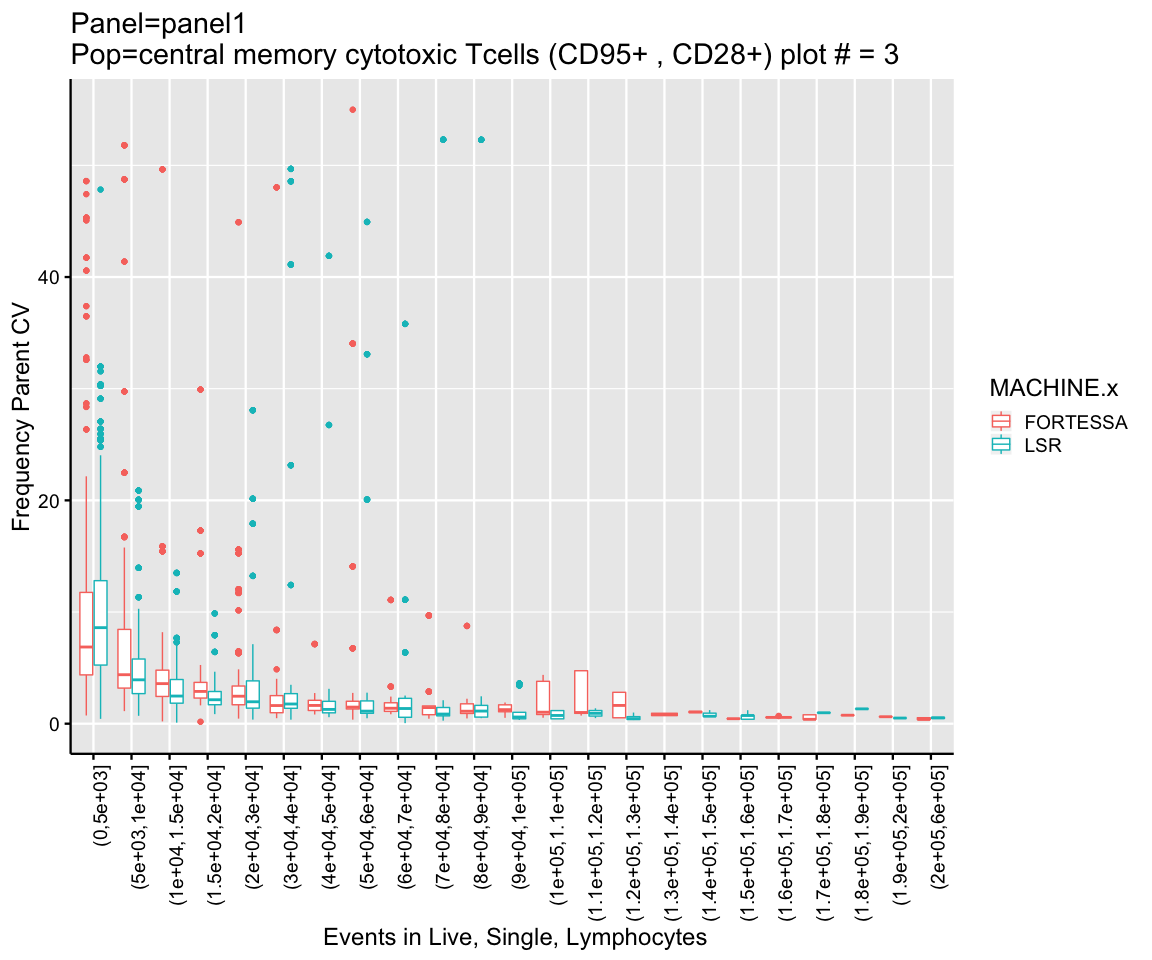 Panel=panel1
Pop=central memory cytotoxic Tcells (CD95+ , CD28+) plot # = 3
Frequency Parent CV
40
20
0
(0,5e+03]
(5e+03,1e+04]
(1e+04,1.5e+04]
(1.5e+04,2e+04]
(2e+04,3e+04]
(3e+04,4e+04]
(4e+04,5e+04]
(5e+04,6e+04]
(6e+04,7e+04]
(7e+04,8e+04]
(8e+04,9e+04]
(9e+04,1e+05]
(1e+05,1.1e+05]
(1.1e+05,1.2e+05]
(1.2e+05,1.3e+05]
(1.3e+05,1.4e+05]
(1.4e+05,1.5e+05]
(1.5e+05,1.6e+05]
(1.6e+05,1.7e+05]
(1.7e+05,1.8e+05]
(1.8e+05,1.9e+05]
(1.9e+05,2e+05]
(2e+05,6e+05]
Events in Live, Single, Lymphocytes
MACHINE.x
FORTESSA
LSR